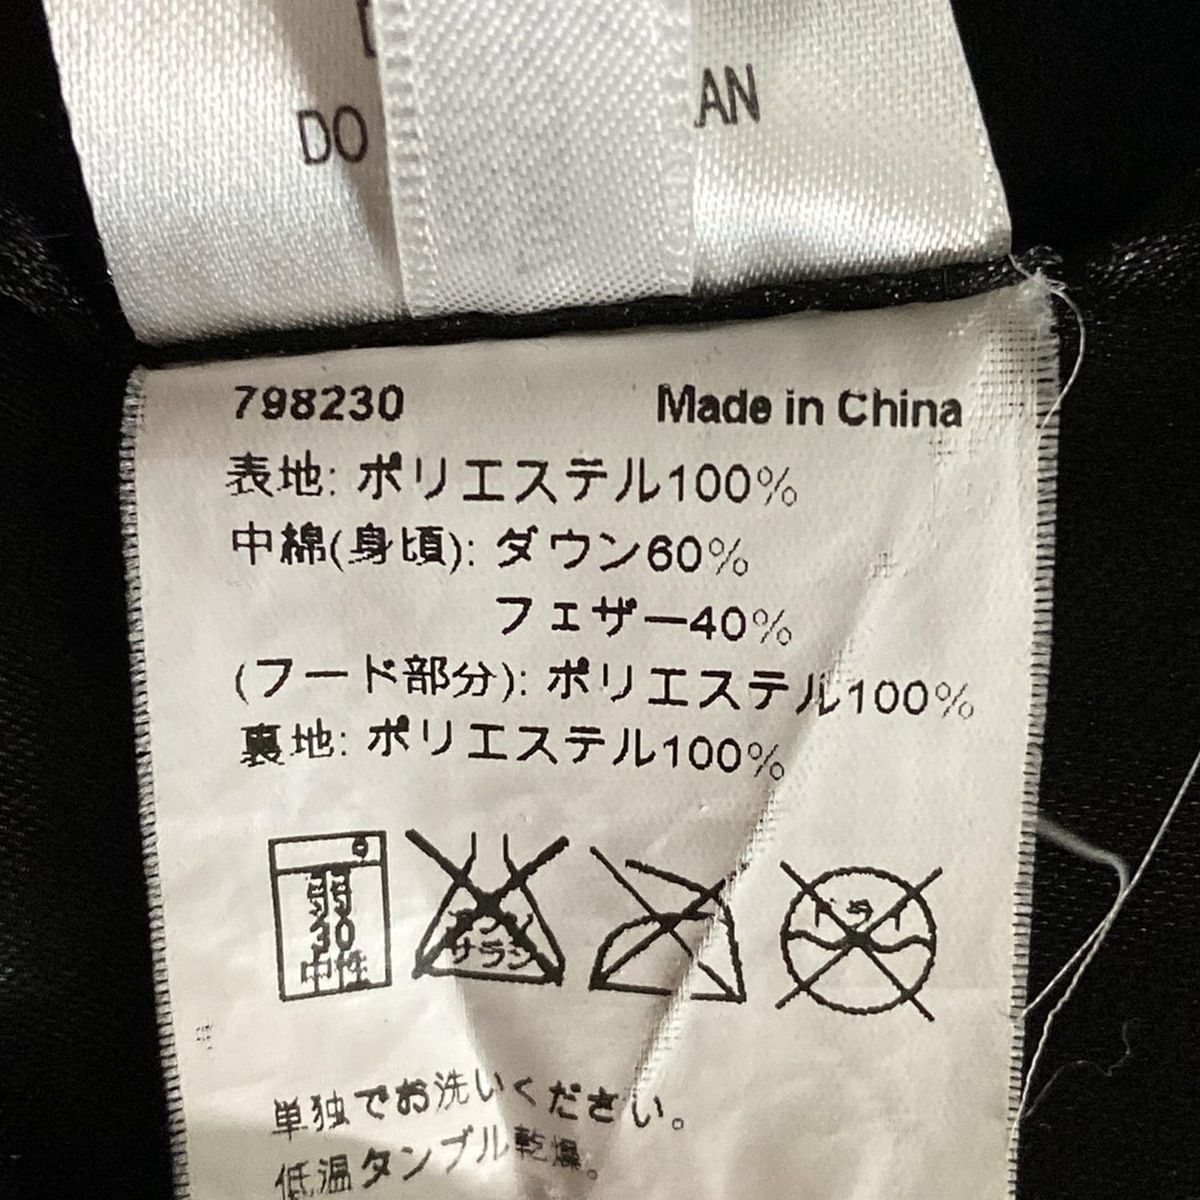 DO
AN
798230 Made in China
表地: ポリエステル100%
中綿(身頃): ダウン60%
フェザー40%
(フード部分): ポリエステル100%
裏地: ポリエステル100%
弱
30
中性
エンソ
サラシ
ドライ
単独でお洗いください。
低温タンブル乾燥。